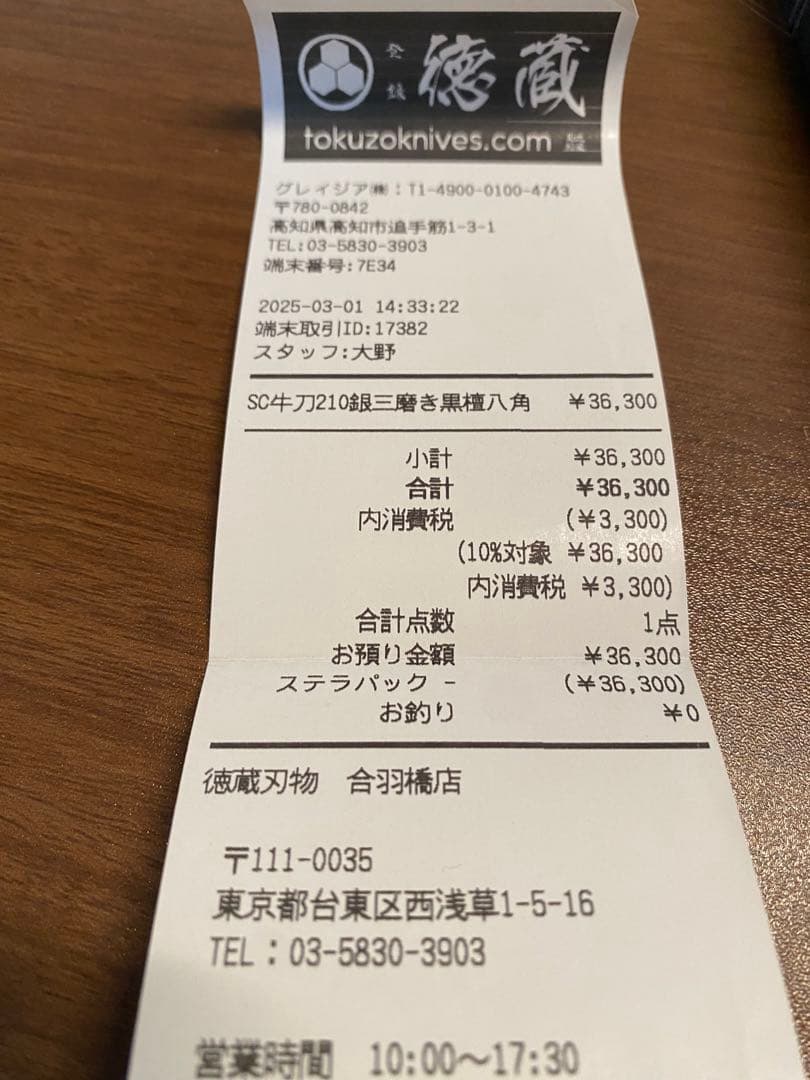 登録 徳蔵
tokuzoknives.com
グレイジア㈱:T1-4900-0100-4743
〒780-0842
高知県高知市追手筋1-3-1
TEL:03-5830-3903
端末番号:7E34
2025-03-01 14:33:22
端末取引ID:17382
スタッフ:大野
SC牛刀210銀三磨き黒檀八角 ¥36,300
小計 ¥36,300
合計 ¥36,300
内消費税 (¥3,300)
(10%対象 ¥36,300
内消費税 ¥3,300)
合計点数 1点
お預り金額 ¥36,300
ステラパック - (¥36,300)
お釣り ¥0
徳蔵刃物 合羽橋店
〒111-0035
東京都台東区西浅草1-5-16
TEL:03-5830-3903
営業時間 10:00〜17:30